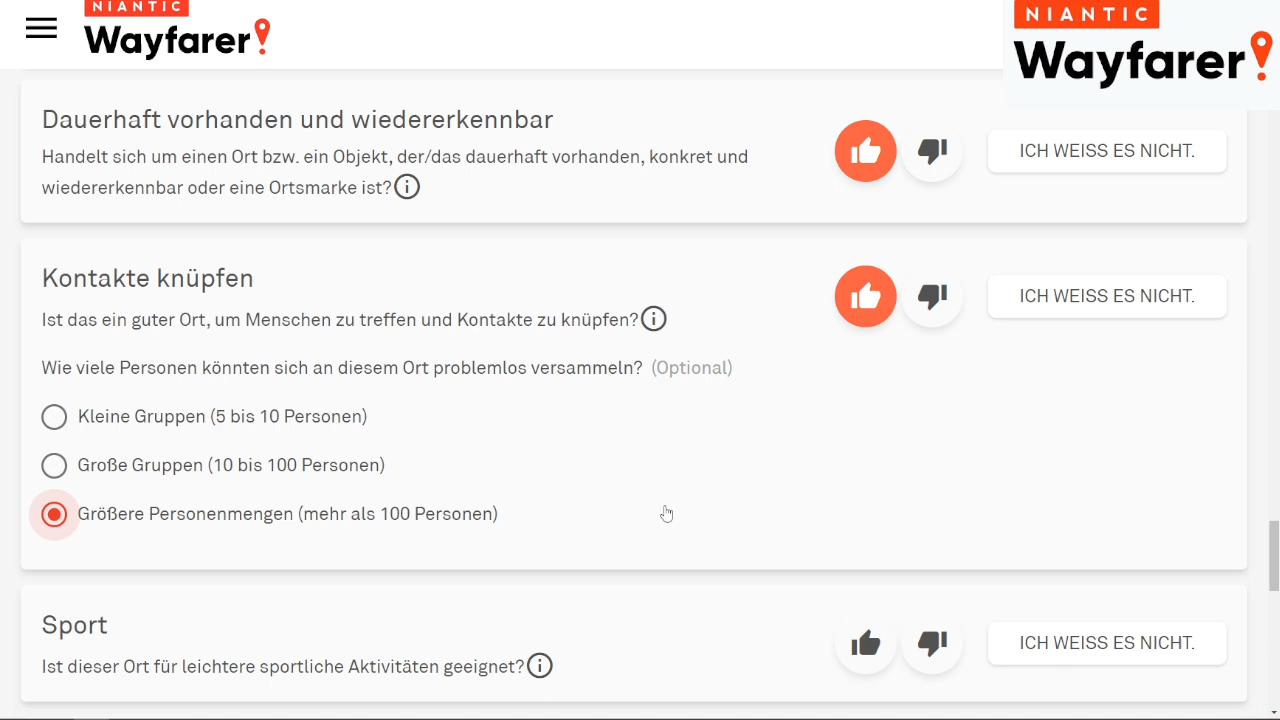 NIANTIC
Wayfarer
NIANTIC
Wayfarer
Dauerhaft vorhanden und wiedererkennbar
Handelt sich um einen Ort bzw. ein Objekt, der/das dauerhaft vorhanden, konkret und
wiedererkennbar oder eine Ortsmarke ist?
ICH WEISS ES NICHT.
Kontakte knüpfen
Ist das ein guter Ort, um Menschen zu treffen und Kontakte zu knüpfen?
ICH WEISS ES NICHT.
Wie viele Personen könnten sich an diesem Ort problemlos versammeln? (Optional)
Kleine Gruppen (5 bis 10 Personen)
Große Gruppen (10 bis 100 Personen)
Größere Personenmengen (mehr als 100 Personen)
Sport
Ist dieser Ort für leichtere sportliche Aktivitäten geeignet?
ICH WEISS ES NICHT.